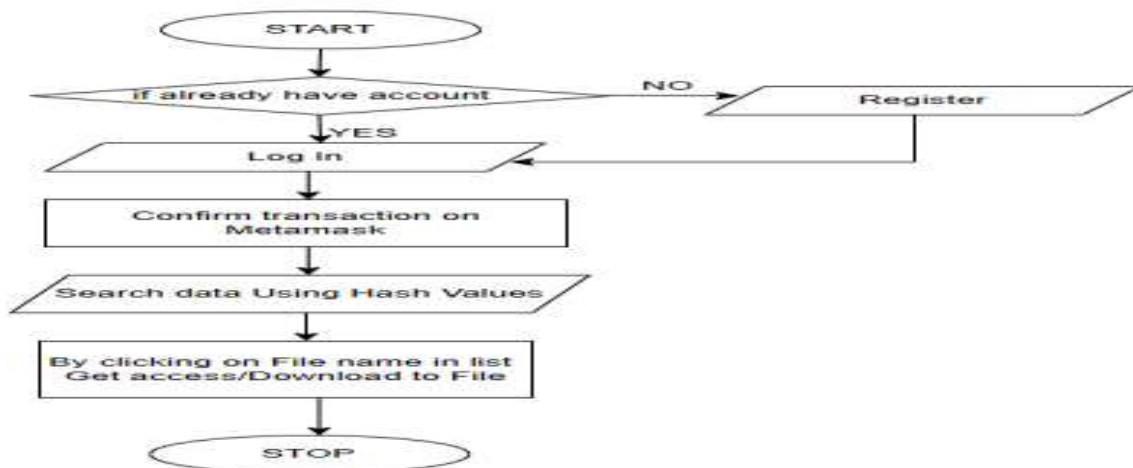 START
if already have account
NO
Register
YES
Log In
Confirm transaction on
Metamask
Search data Using Hash Values
By clicking on File name in list
Get access/Download to File
STOP